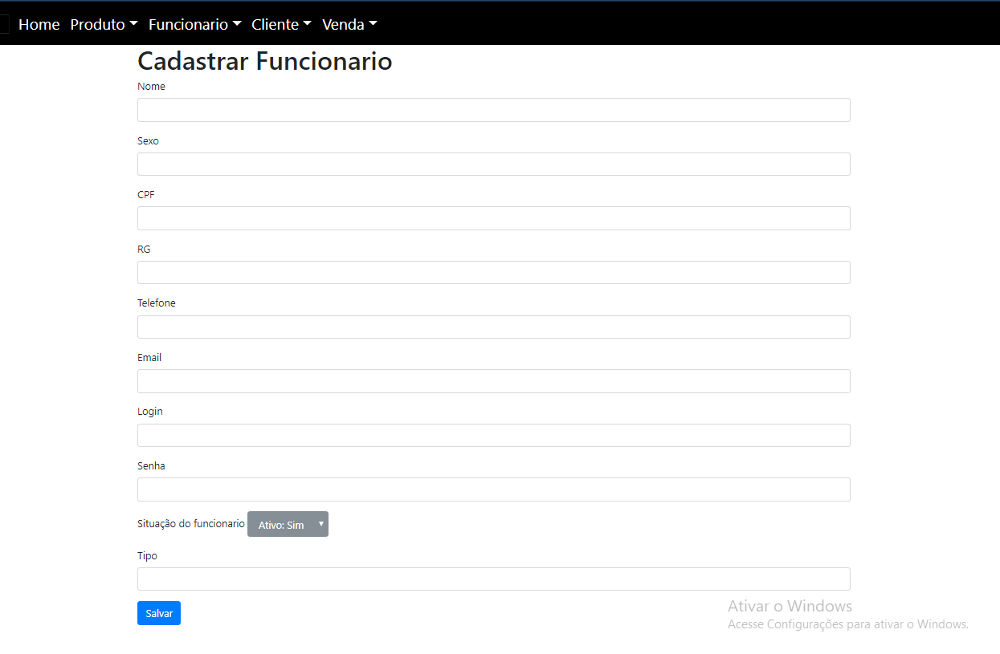 Home Produto Funcionario Cliente Venda
Cadastrar Funcionario
Nome
Sexo
CPF
RG
Telefone
Email
Login
Senha
Situação do funcionario Ativo: Sim
Tipo
Salvar
Ativar o Windows
Acesse Configurações para ativar o Windows.